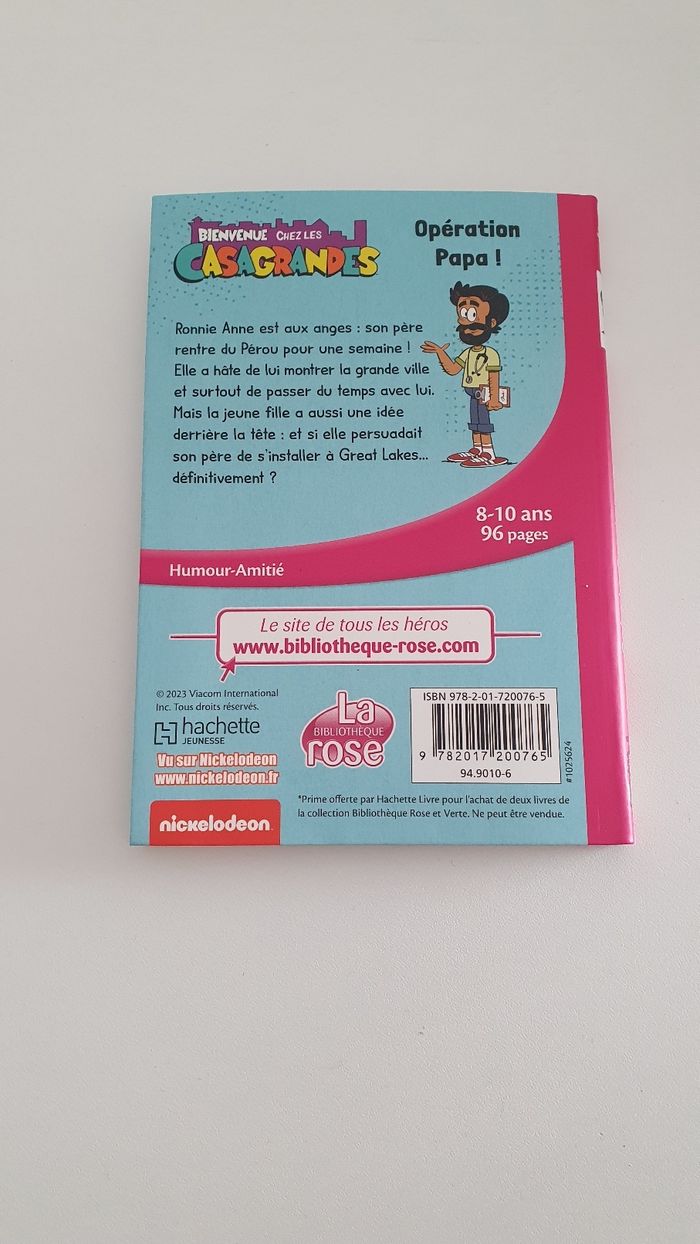 BIENVENUE CHEZ LES
CASAGRANDES
Opération
Papa !
Ronnie Anne est aux anges : son père
rentre du Pérou pour une semaine !
Elle a hâte de lui montrer la grande ville
et surtout de passer du temps avec lui.
Mais la jeune fille a aussi une idée
derrière la tête : et si elle persuadait
son père de s'installer à Great Lakes...
définitivement ?
8-10 ans
96 pages
Humour-Amitié
Le site de tous les héros
www.bibliotheque-rose.com
© 2023 Viacom International
Inc. Tous droits réservés.
hachette
JEUNESSE
Vu sur Nickelodeon
www.nickelodeon.fr
nickelodeon
La
BIBLIOTHÈQUE
rose
ISBN 978-2-01-720076-5
9 782017 200765
94.9010-6
#1025624
*Prime offerte par Hachette Livre pour l'achat de deux livres de
la collection Bibliothèque Rose et Verte. Ne peut être vendue.